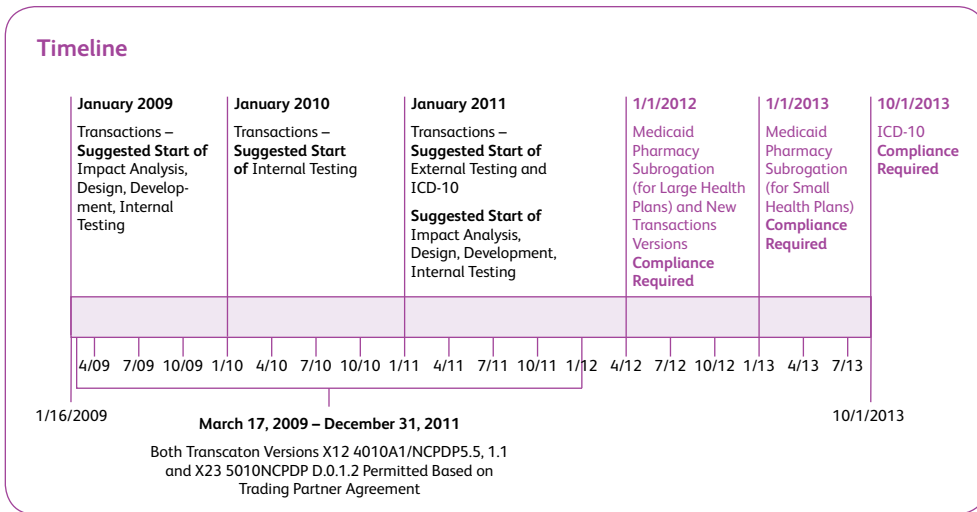 Timeline
January 2009
Transactions –
Suggested Start of
Impact Analysis,
Design, Develop-
ment, Internal
Testing
January 2010
Transactions –
Suggested Start
of Internal Testing
January 2011
Transactions –
Suggested Start of
External Testing and
ICD-10
Suggested Start of
Impact Analysis,
Design, Development,
Internal Testing
1/1/2012
Medicaid
Pharmacy
Subrogation
(for Large Health
Plans) and New
Transactions
Versions
Compliance
Required
1/1/2013
Medicaid
Pharmacy
Subrogation
(for Small
Health Plans)
Compliance
Required
10/1/2013
ICD-10
Compliance
Required
4/09 7/09 10/09 1/10 4/10 7/10 10/10 1/11 4/11 7/11 10/11 1/12 4/12 7/12 10/12 1/13 4/13 7/13
1/16/2009
10/1/2013
March 17, 2009 – December 31, 2011
Both Transcaton Versions X12 4010A1/NCPDP5.5, 1.1
and X23 5010NCPDP D.0.1.2 Permitted Based on
Trading Partner Agreement